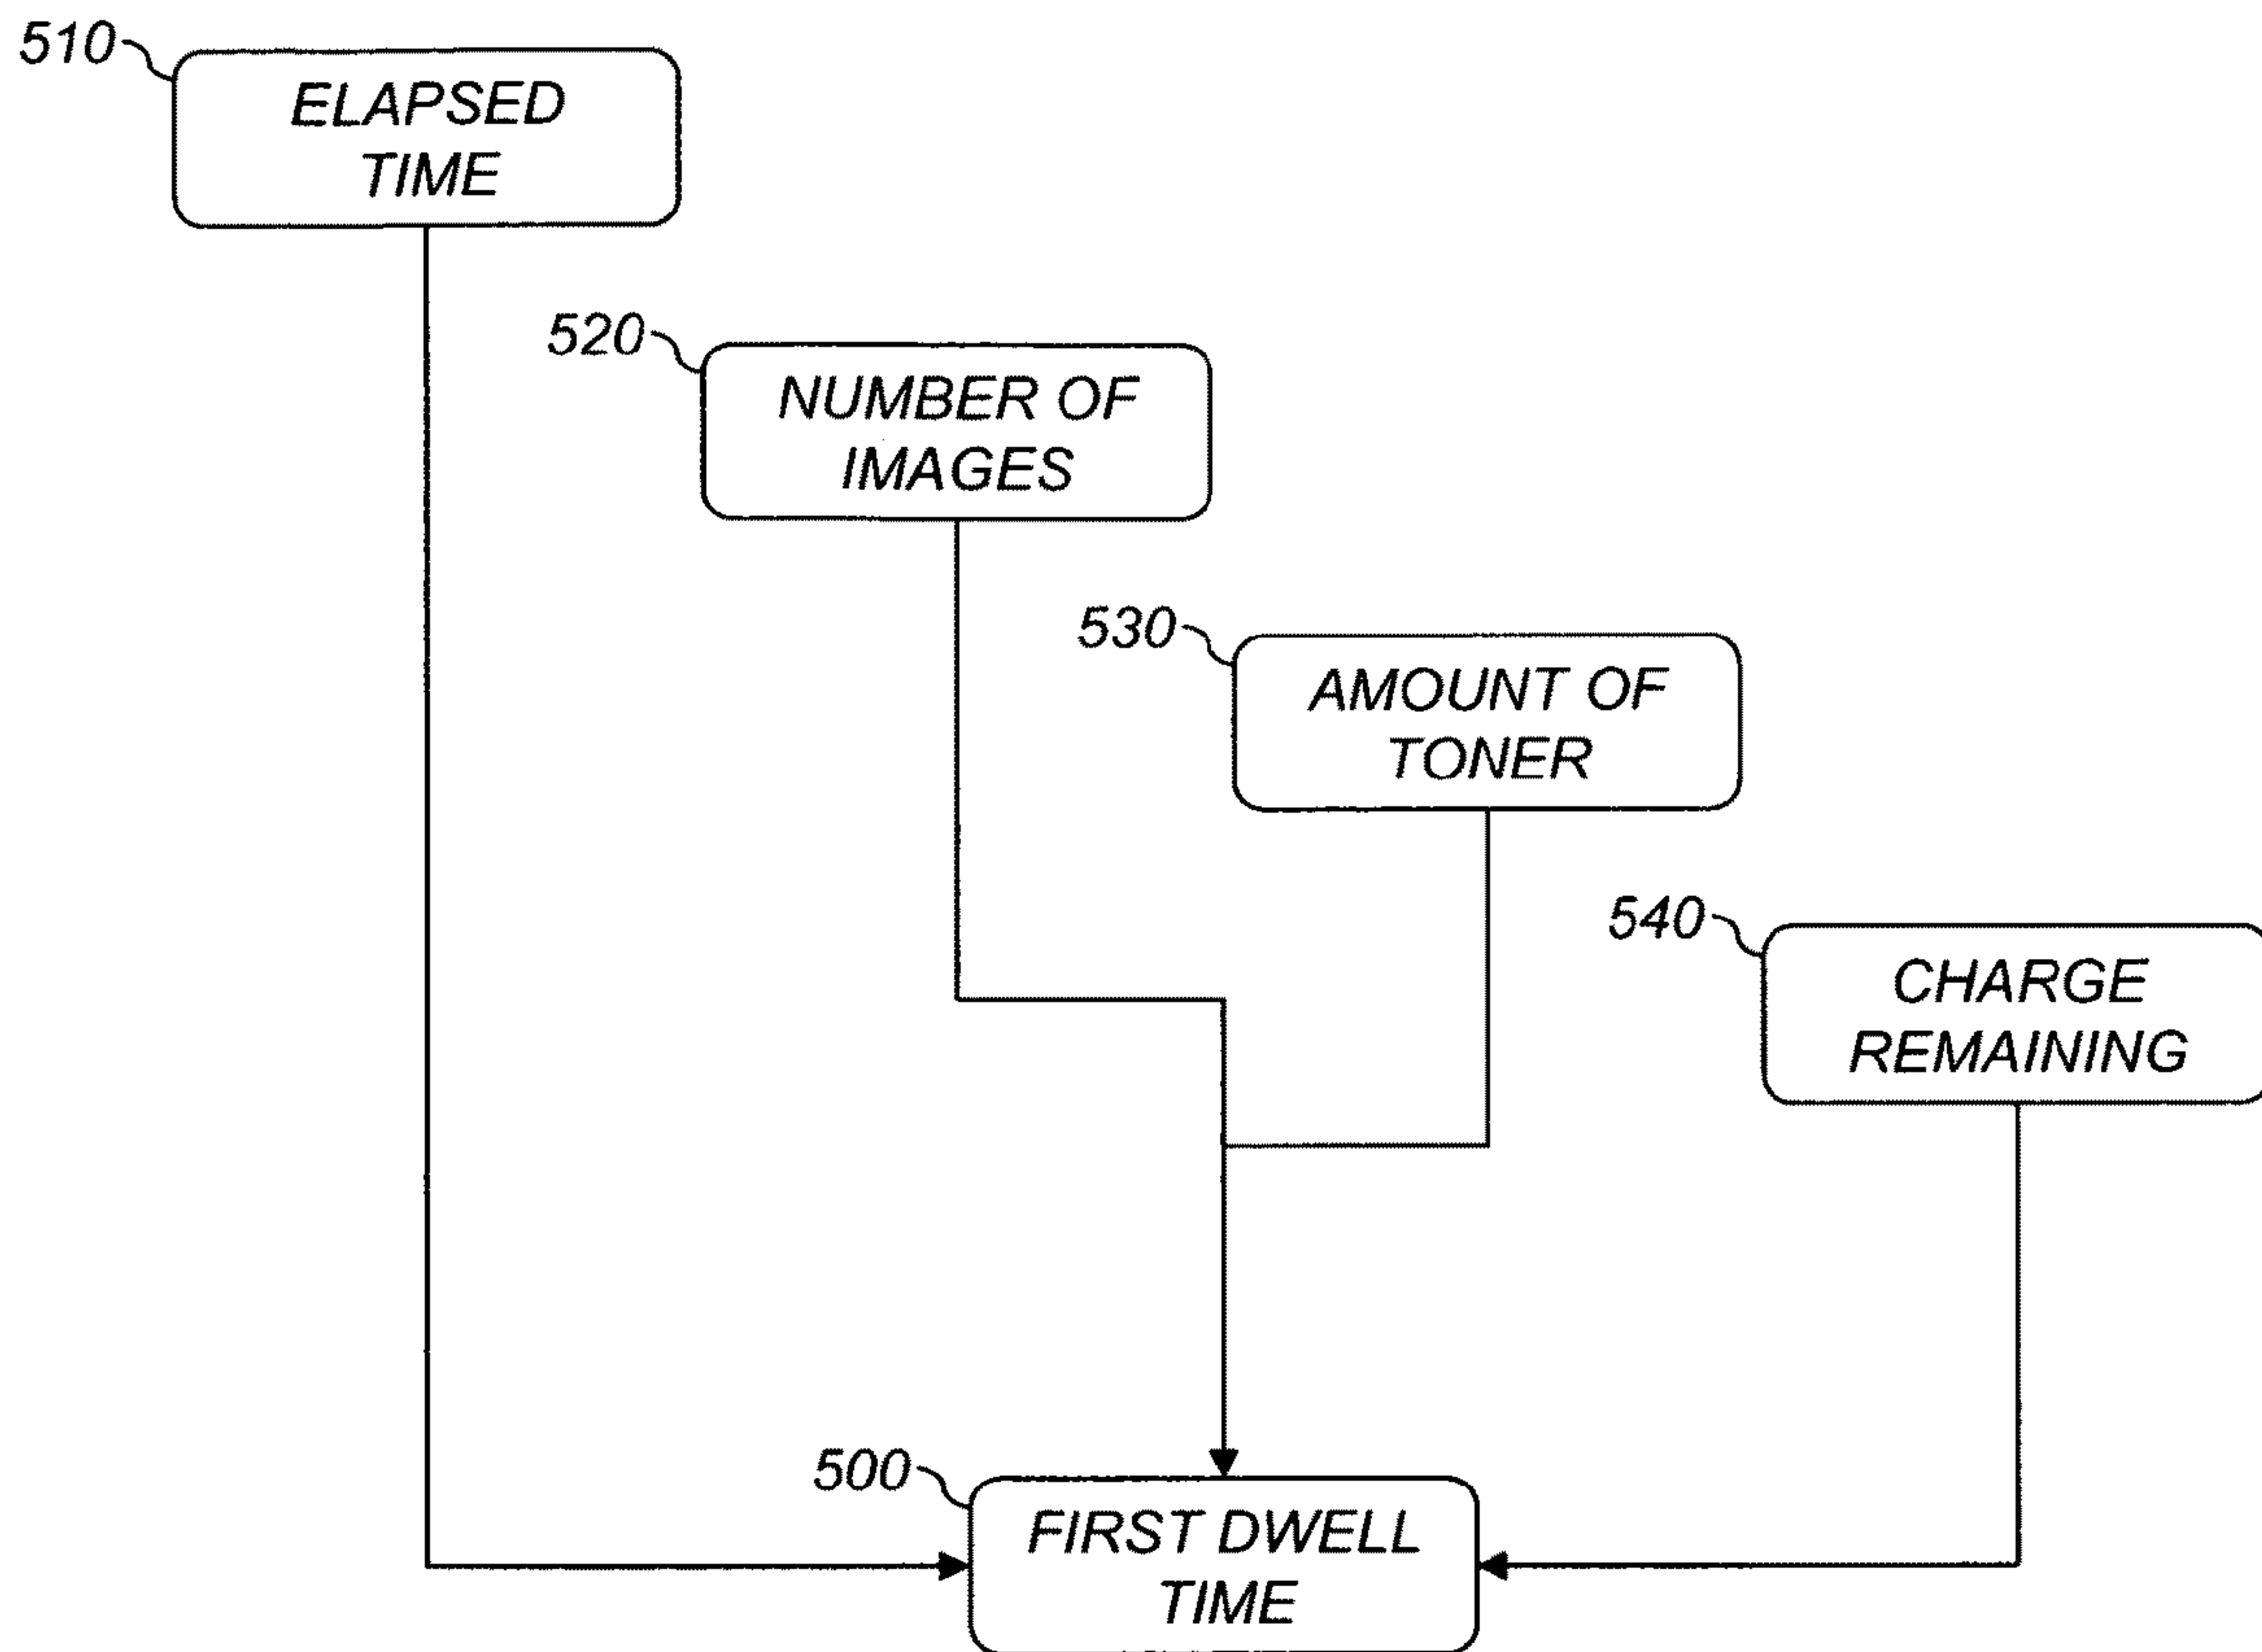 510
ELAPSED
TIME
520
NUMBER OF
IMAGES
530
AMOUNT OF
TONER
540
CHARGE
REMAINING
500
FIRST DWELL
TIME